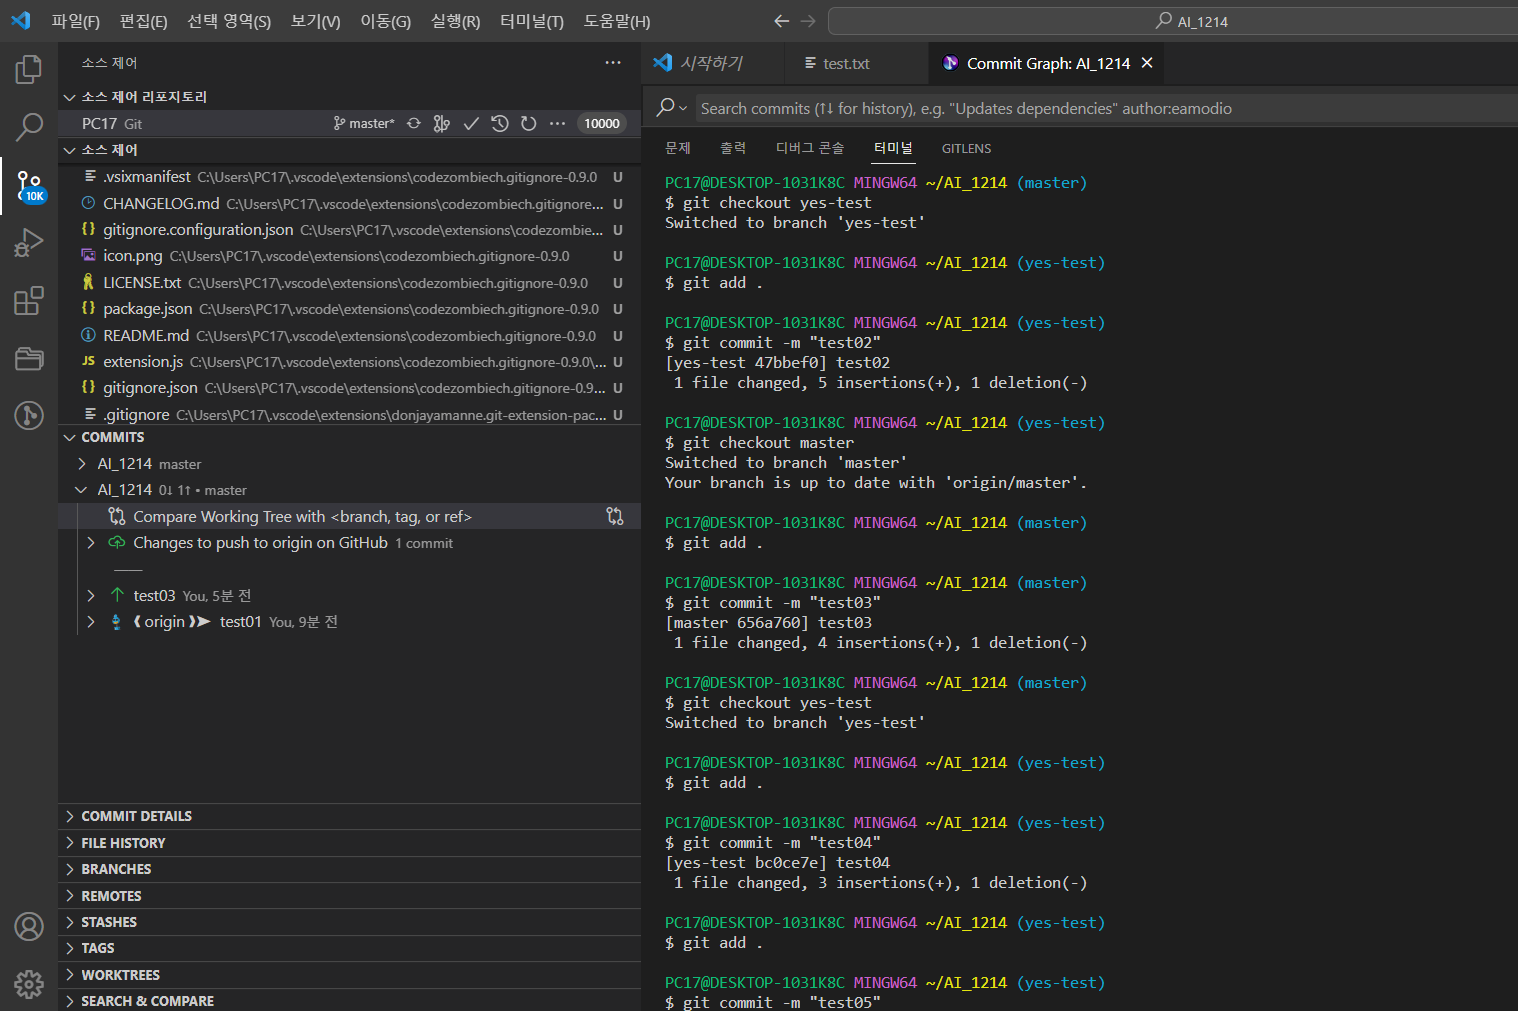 파일(F) 편집(E) 선택 영역(S) 보기(V) 이동(G) 실행(R) 터미널(T) 도움말(H)
AI_1214
소스 제어
소스 제어 리포지토리
PC17 Git master* 10000
소스 제어
10K
.vsixmanifest C:\Users\PC17\.vscode\extensions\codezombiech.gitignore-0.9.0 U
CHANGELOG.md C:\Users\PC17\.vscode\extensions\codezombiech.gitignore... U
gitignore.configuration.json C:\Users\PC17\.vscode\extensions\codezombie... U
icon.png C:\Users\PC17\.vscode\extensions\codezombiech.gitignore-0.9.0 U
LICENSE.txt C:\Users\PC17\.vscode\extensions\codezombiech.gitignore-0.9.0 U
package.json C:\Users\PC17\.vscode\extensions\codezombiech.gitignore-0.9.0 U
README.md C:\Users\PC17\.vscode\extensions\codezombiech.gitignore-0.9.0 U
JS extension.js C:\Users\PC17\.vscode\extensions\codezombiech.gitignore-0.9.0\... U
gitignore.json C:\Users\PC17\.vscode\extensions\codezombiech.gitignore-0.9... U
.gitignore C:\Users\PC17\.vscode\extensions\donjayamanne.git-extension-pac... U
COMMITS
AI_1214 master
AI_1214 0↓ 1↑ • master
Compare Working Tree with <branch, tag, or ref>
Changes to push to origin on GitHub 1 commit
test03 You, 5분 전
❰ origin ❱➤ test01 You, 9분 전
COMMIT DETAILS
FILE HISTORY
BRANCHES
REMOTES
STASHES
TAGS
WORKTREES
SEARCH & COMPARE
시작하기 test.txt Commit Graph: AI_1214
Search commits (↑↓ for history), e.g. "Updates dependencies" author:eamodio
문제 출력 디버그 콘솔 터미널 GITLENS
PC17@DESKTOP-1031K8C MINGW64 ~/AI_1214 (master)
$ git checkout yes-test
Switched to branch 'yes-test'
PC17@DESKTOP-1031K8C MINGW64 ~/AI_1214 (yes-test)
$ git add .
PC17@DESKTOP-1031K8C MINGW64 ~/AI_1214 (yes-test)
$ git commit -m "test02"
[yes-test 47bbef0] test02
1 file changed, 5 insertions(+), 1 deletion(-)
PC17@DESKTOP-1031K8C MINGW64 ~/AI_1214 (yes-test)
$ git checkout master
Switched to branch 'master'
Your branch is up to date with 'origin/master'.
PC17@DESKTOP-1031K8C MINGW64 ~/AI_1214 (master)
$ git add .
PC17@DESKTOP-1031K8C MINGW64 ~/AI_1214 (master)
$ git commit -m "test03"
[master 656a760] test03
1 file changed, 4 insertions(+), 1 deletion(-)
PC17@DESKTOP-1031K8C MINGW64 ~/AI_1214 (master)
$ git checkout yes-test
Switched to branch 'yes-test'
PC17@DESKTOP-1031K8C MINGW64 ~/AI_1214 (yes-test)
$ git add .
PC17@DESKTOP-1031K8C MINGW64 ~/AI_1214 (yes-test)
$ git commit -m "test04"
[yes-test bc0ce7e] test04
1 file changed, 3 insertions(+), 1 deletion(-)
PC17@DESKTOP-1031K8C MINGW64 ~/AI_1214 (yes-test)
$ git add .
PC17@DESKTOP-1031K8C MINGW64 ~/AI_1214 (yes-test)
$ git commit -m "test05"